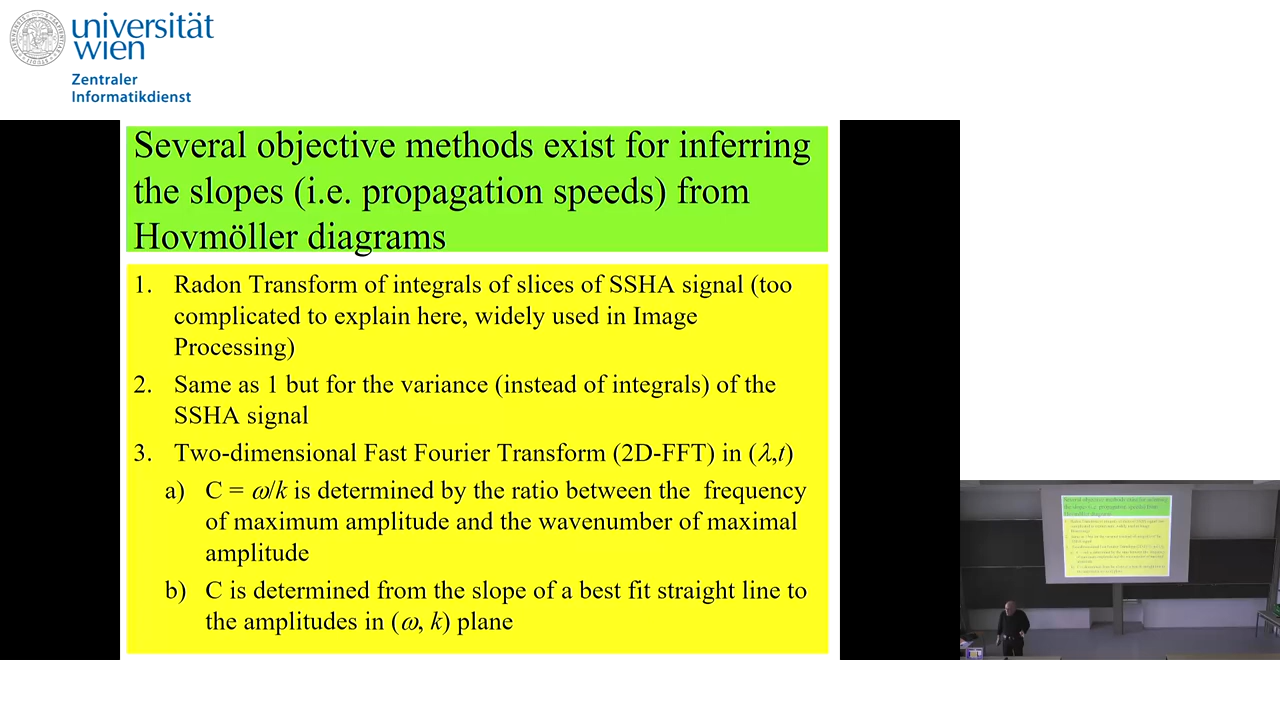 universität
wien
Zentraler
Informatikdienst
Several objective methods exist for inferring
the slopes (i.e. propagation speeds) from
Hovmöller diagrams
1. Radon Transform of integrals of slices of SSHA signal (too
complicated to explain here, widely used in Image
Processing)
2. Same as 1 but for the variance (instead of integrals) of the
SSHA signal
3. Two-dimensional Fast Fourier Transform (2D-FFT) in (λ,t)
a) C = ω/k is determined by the ratio between the frequency
of maximum amplitude and the wavenumber of maximal
amplitude
b) C is determined from the slope of a best fit straight line to
the amplitudes in (ω, k) plane